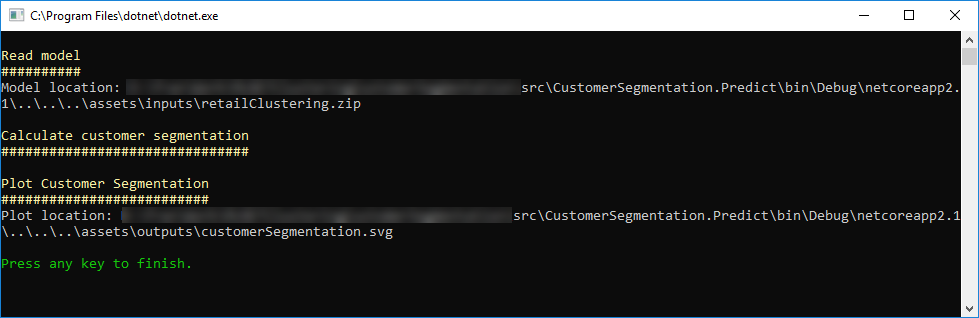 C:\Program Files\dotnet\dotnet.exe
Read model
##########
Model location: src\CustomerSegmentation.Predict\bin\Debug\netcoreapp2.
1\..\..\..\assets\inputs\retailClustering.zip
Calculate customer segmentation
###############################
Plot Customer Segmentation
##########################
Plot location: src\CustomerSegmentation.Predict\bin\Debug\netcoreapp2.1
\..\..\..\assets\outputs\customerSegmentation.svg
Press any key to finish.